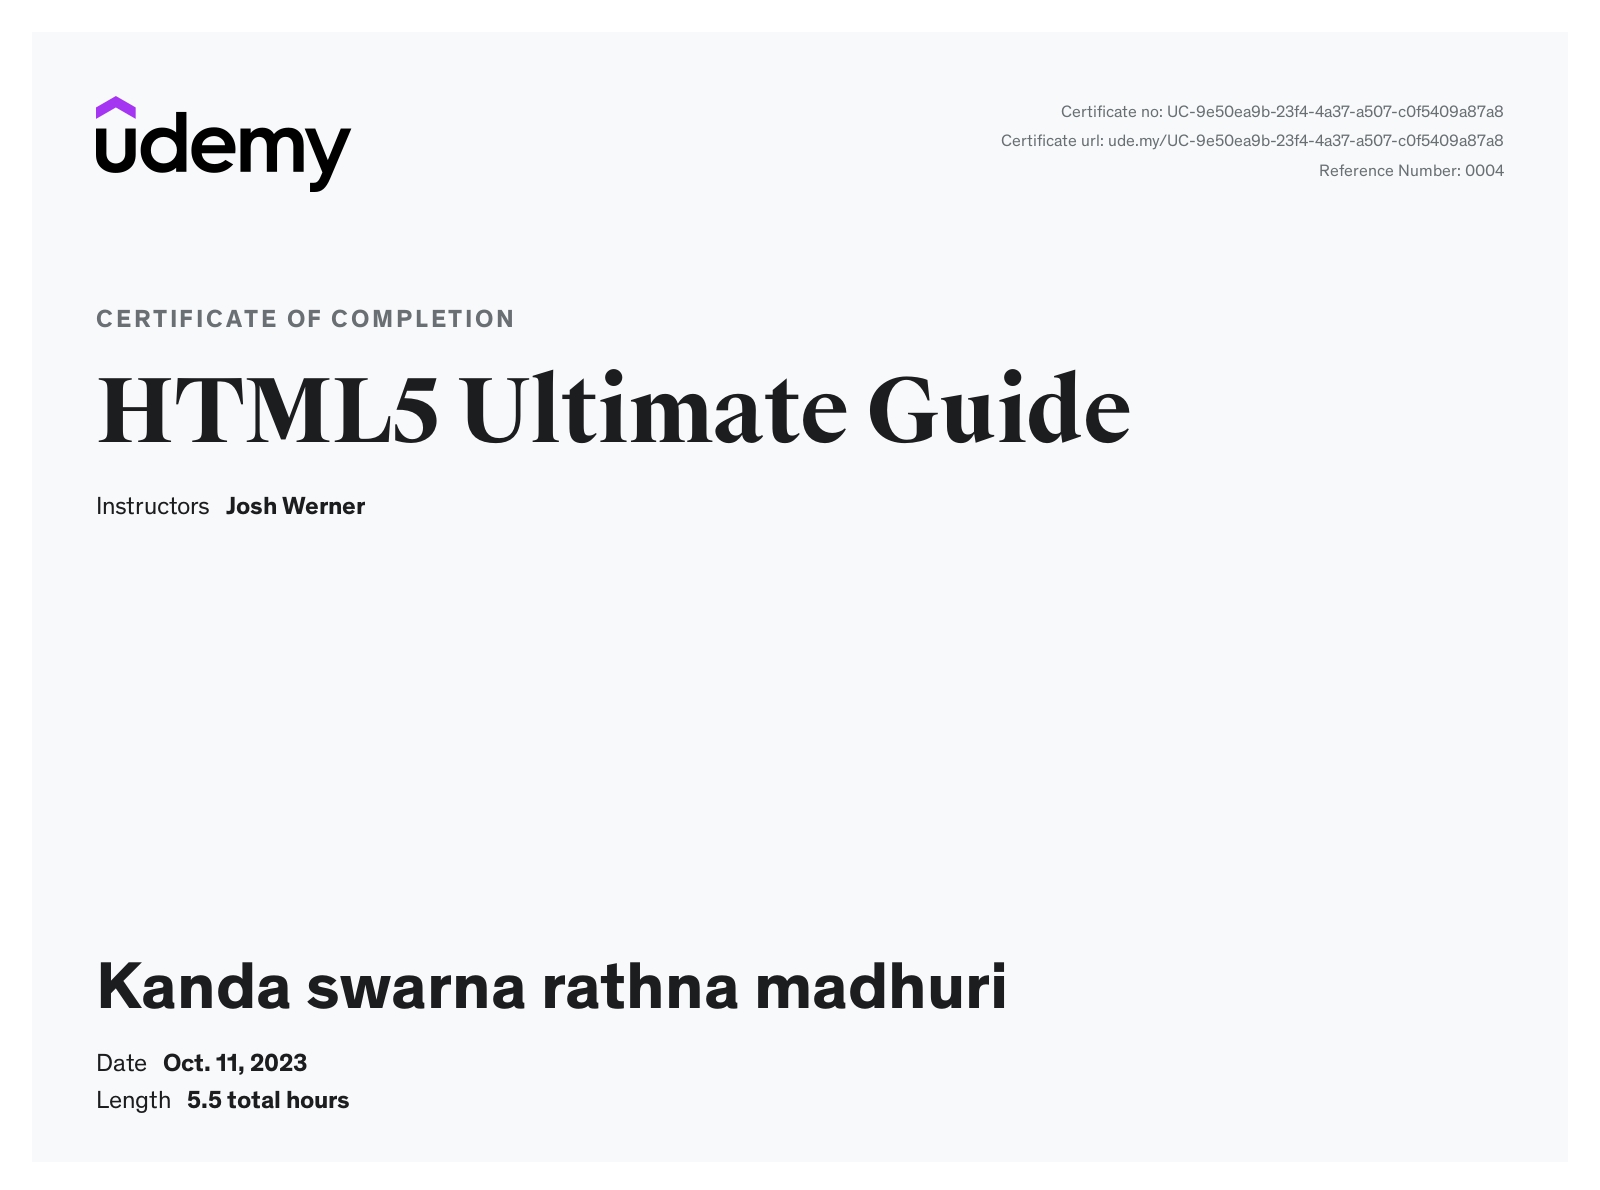 udemy
Certificate no: UC-9e50ea9b-23f4-4a37-a507-c0f5409a87a8
Certificate url: ude.my/UC-9e50ea9b-23f4-4a37-a507-c0f5409a87a8
Reference Number: 0004
CERTIFICATE OF COMPLETION
HTML5 Ultimate Guide
Instructors Josh Werner
Kanda swarna rathna madhuri
Date Oct. 11, 2023
Length 5.5 total hours